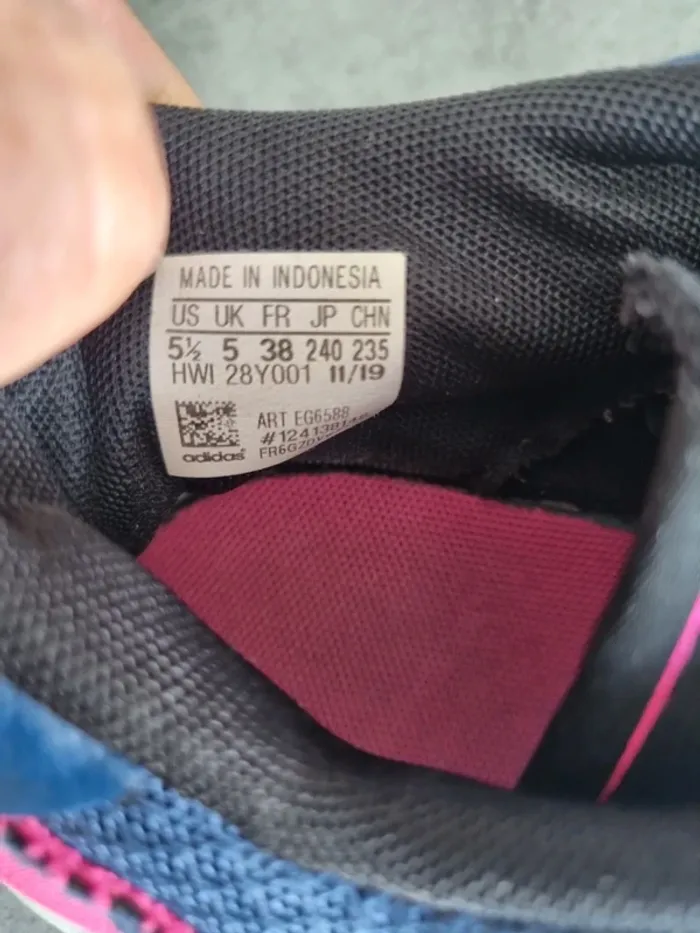 MADE IN INDONESIA
US UK FR JP CHN
5½ 5 38 240 235
HWI 28Y001 11/19
ART EG6588
adidas